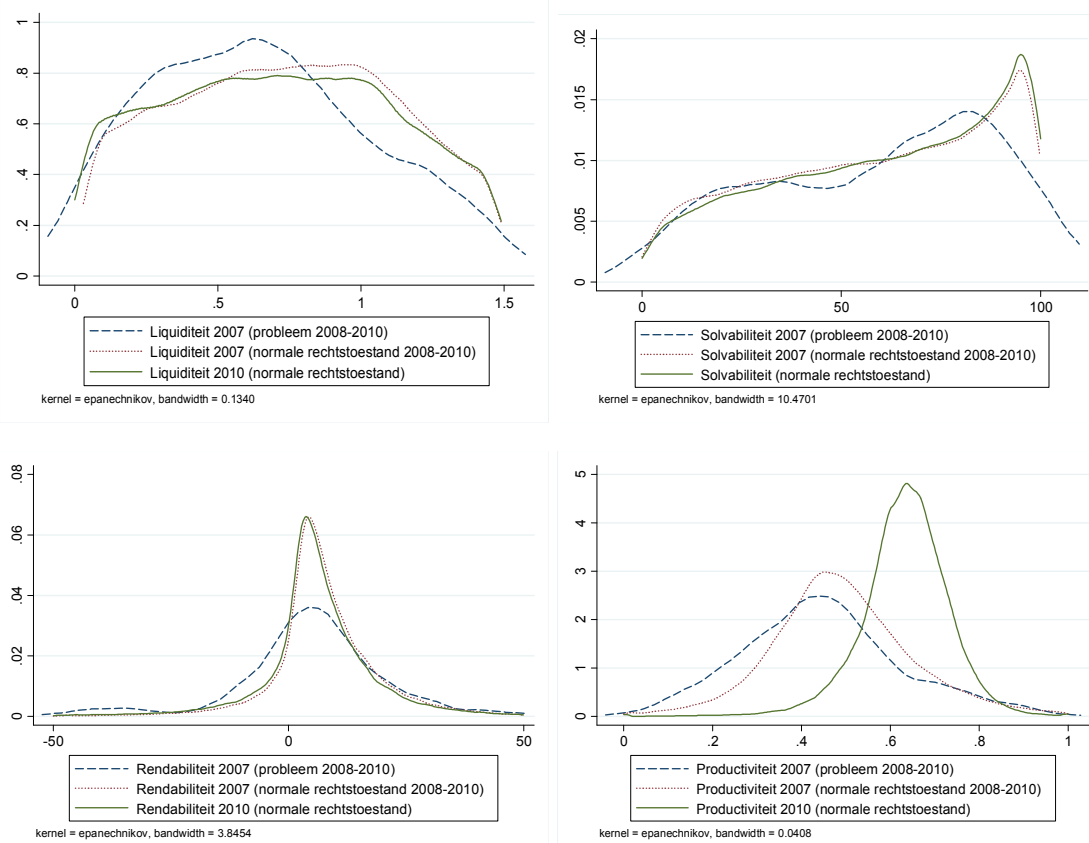 1
.8
.6
.4
.2
0
0
.5
1
1.5
Liquiditeit 2007 (probleem 2008-2010)
Liquiditeit 2007 (normale rechtstoestand 2008-2010)
Liquiditeit 2010 (normale rechtstoestand)
kernel = epanechnikov, bandwidth = 0.1340
.02
.015
.01
.005
0
0
50
100
Solvabiliteit 2007 (probleem 2008-2010)
Solvabiliteit 2007 (normale rechtstoestand 2008-2010)
Solvabiliteit (normale rechtstoestand)
kernel = epanechnikov, bandwidth = 10.4701
.08
.06
.04
.02
0
-50
0
50
Rendabiliteit 2007 (probleem 2008-2010)
Rendabiliteit 2007 (normale rechtstoestand 2008-2010)
Rendabiliteit 2010 (normale rechtstoestand)
kernel = epanechnikov, bandwidth = 3.8454
5
4
3
2
1
0
0
.2
.4
.6
.8
1
Productiviteit 2007 (probleem 2008-2010)
Productiviteit 2007 (normale rechtstoestand 2008-2010)
Productiviteit 2010 (normale rechtstoestand)
kernel = epanechnikov, bandwidth = 0.0408